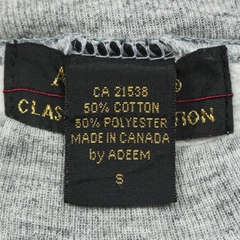 A ®
CA 21538
50% COTTON
50% POLYESTER
MADE IN CANADA
by ADEEM
S